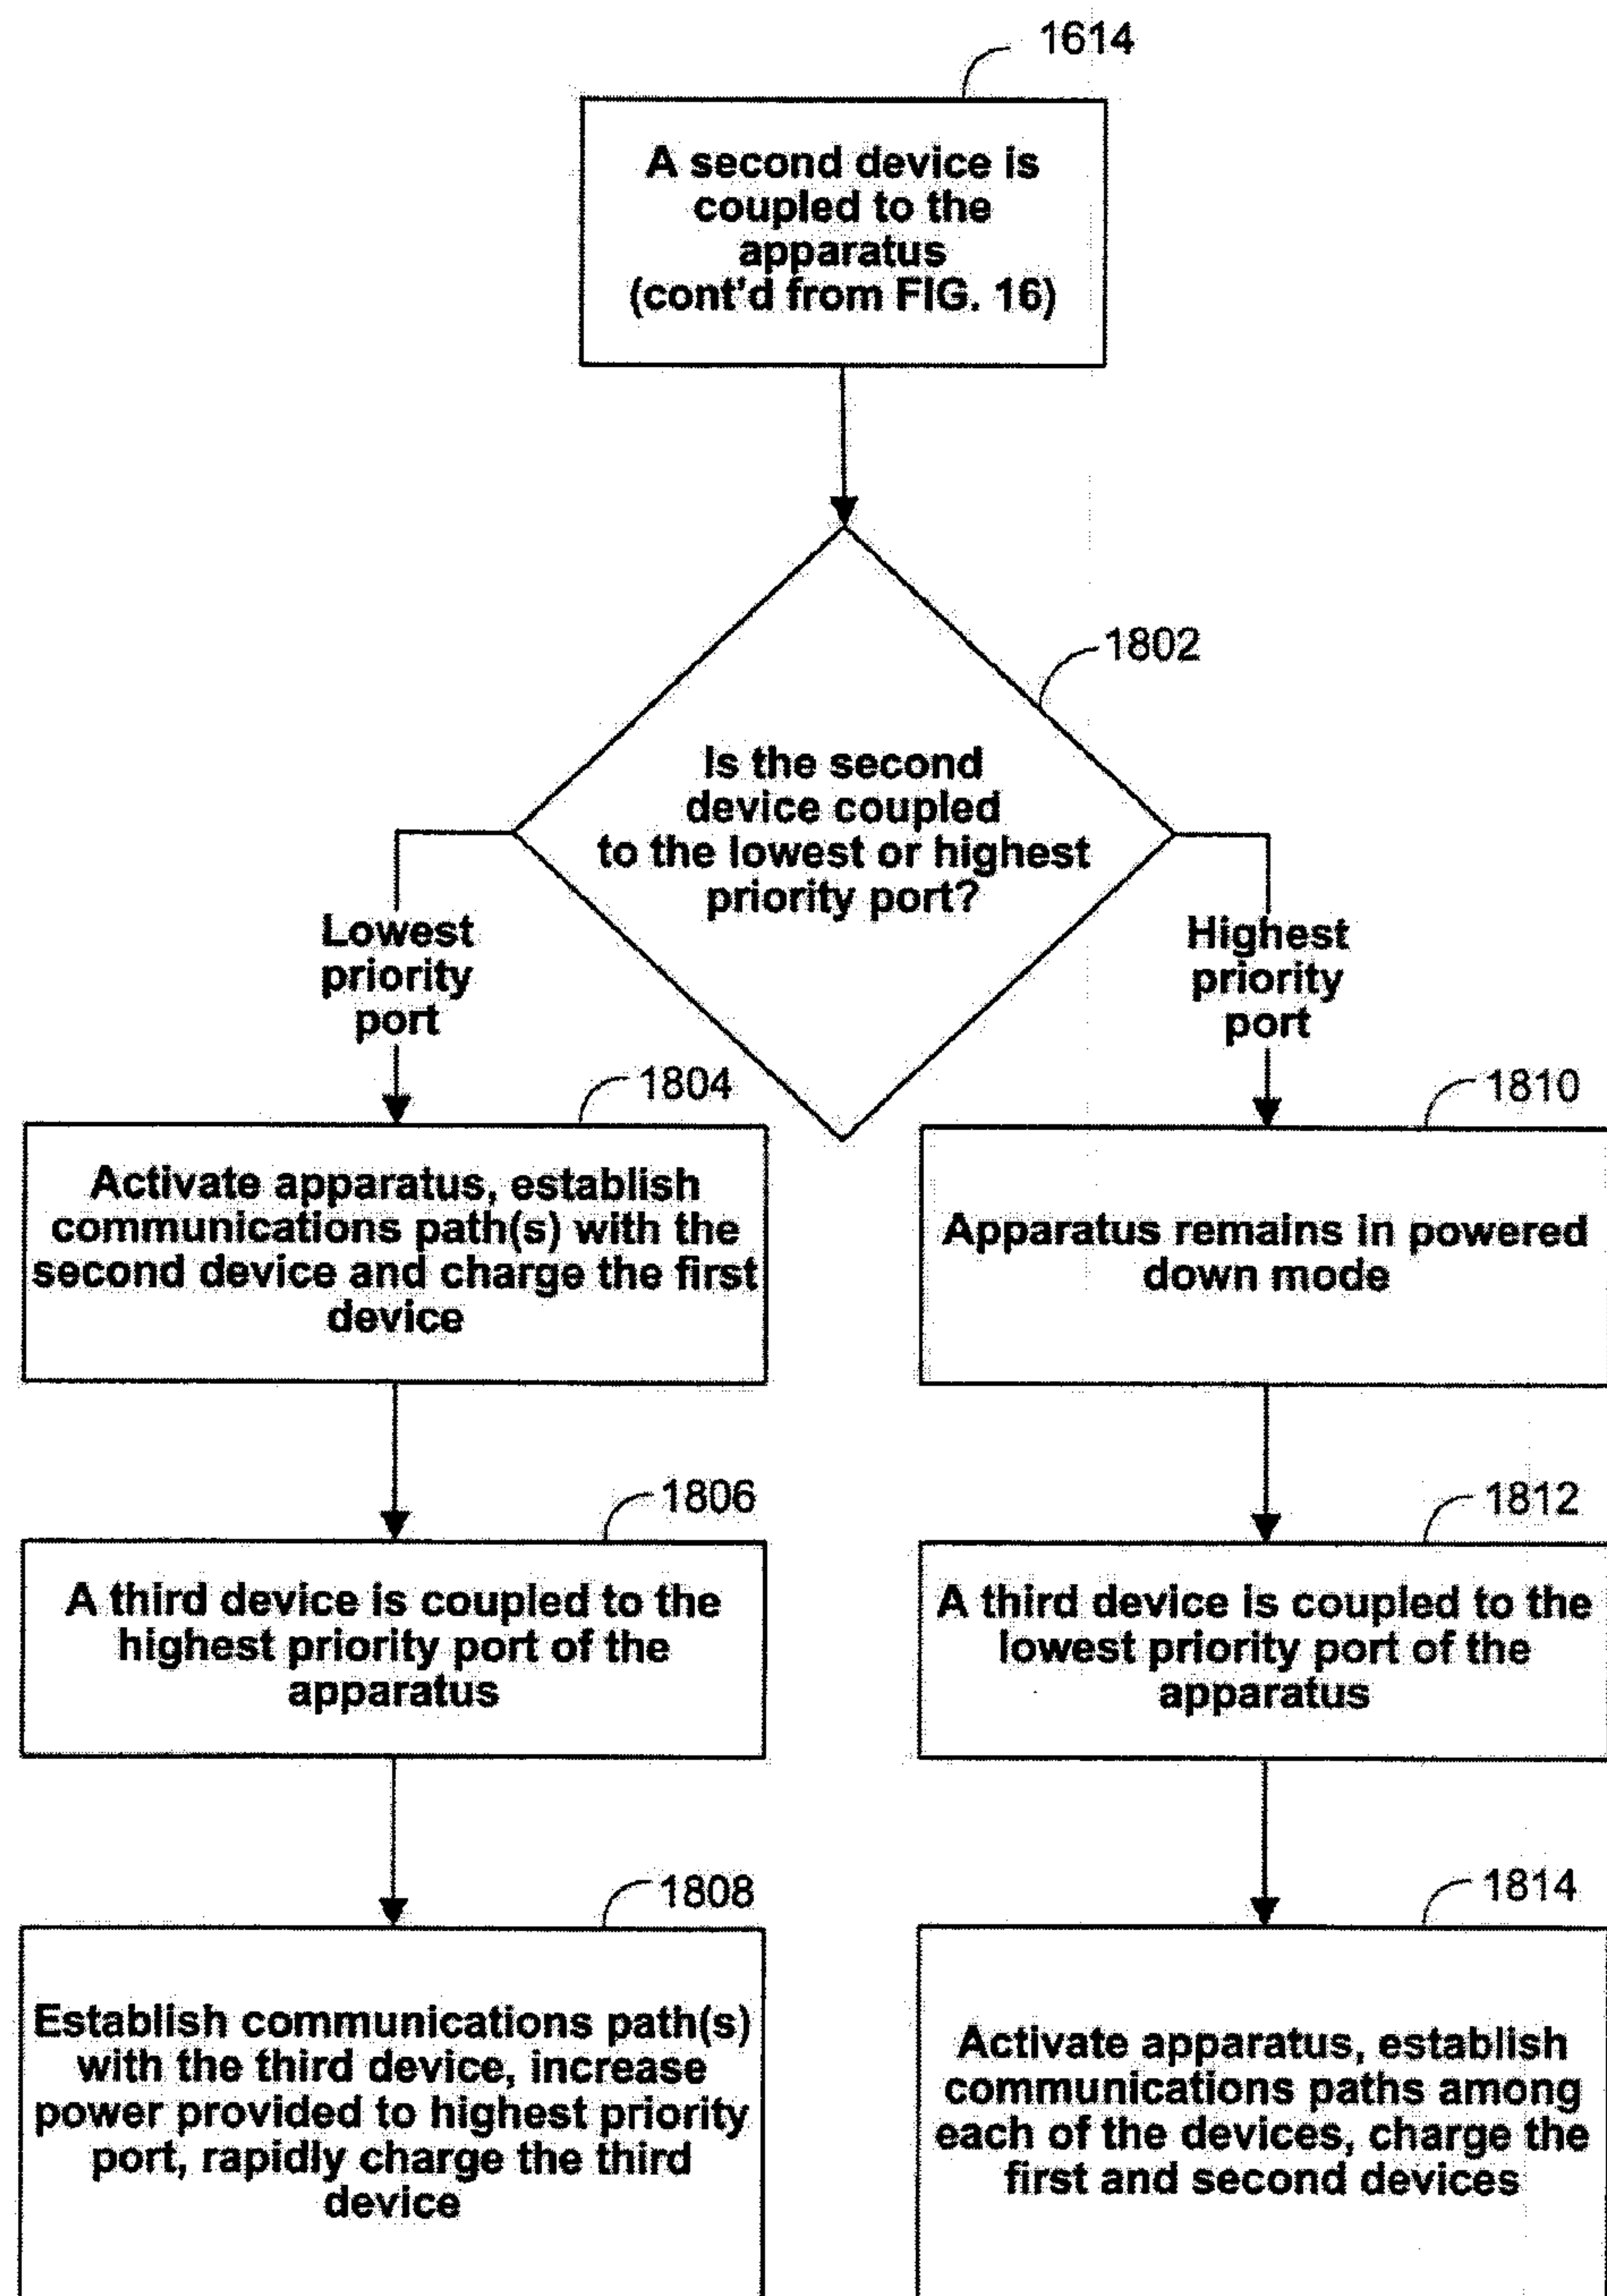 1614
A second device is
coupled to the
apparatus
(cont'd from FIG. 16)
1802
Is the second
device coupled
to the lowest or highest
priority port?
Lowest
priority
port
Highest
priority
port
1804
Activate apparatus, establish
communications path(s) with the
second device and charge the first
device
1810
Apparatus remains in powered
down mode
1806
A third device is coupled to the
highest priority port of the
apparatus
1812
A third device is coupled to the
lowest priority port of the
apparatus
1808
Establish communications path(s)
with the third device, increase
power provided to highest priority
port, rapidly charge the third
device
1814
Activate apparatus, establish
communications paths among
each of the devices, charge the
first and second devices